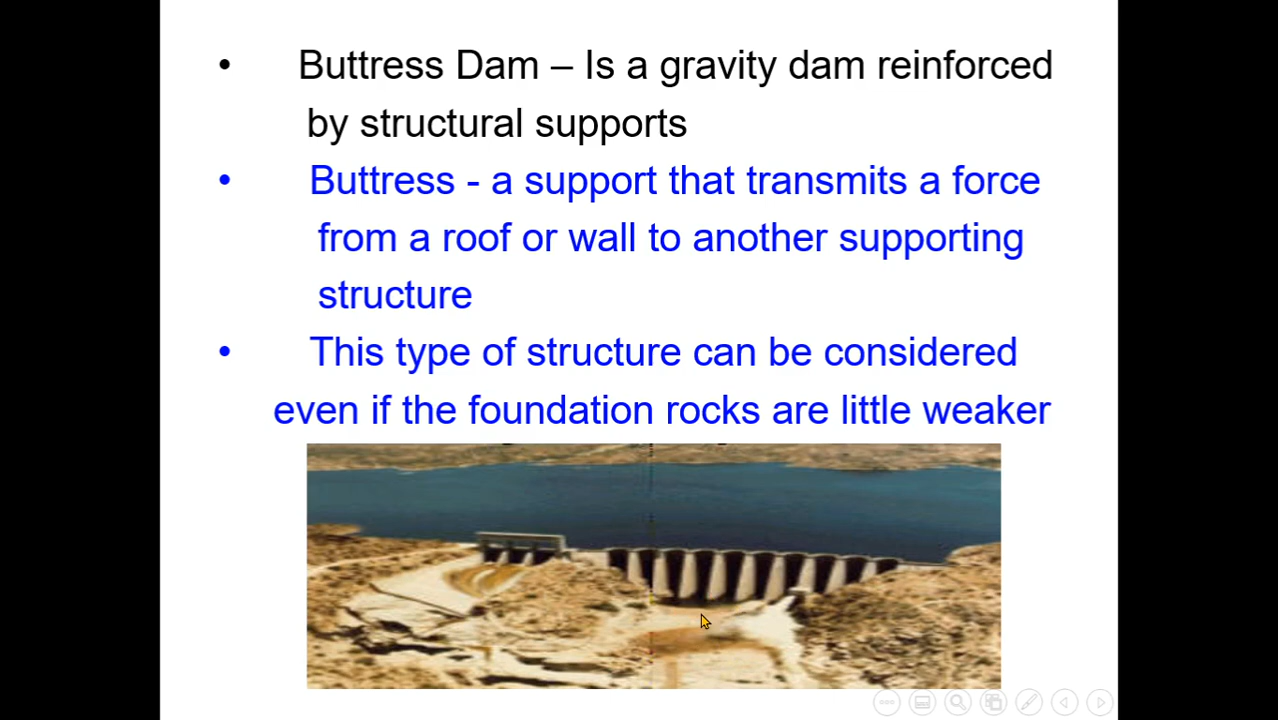 • Buttress Dam – Is a gravity dam reinforced
by structural supports
• Buttress - a support that transmits a force
from a roof or wall to another supporting
structure
• This type of structure can be considered
even if the foundation rocks are little weaker